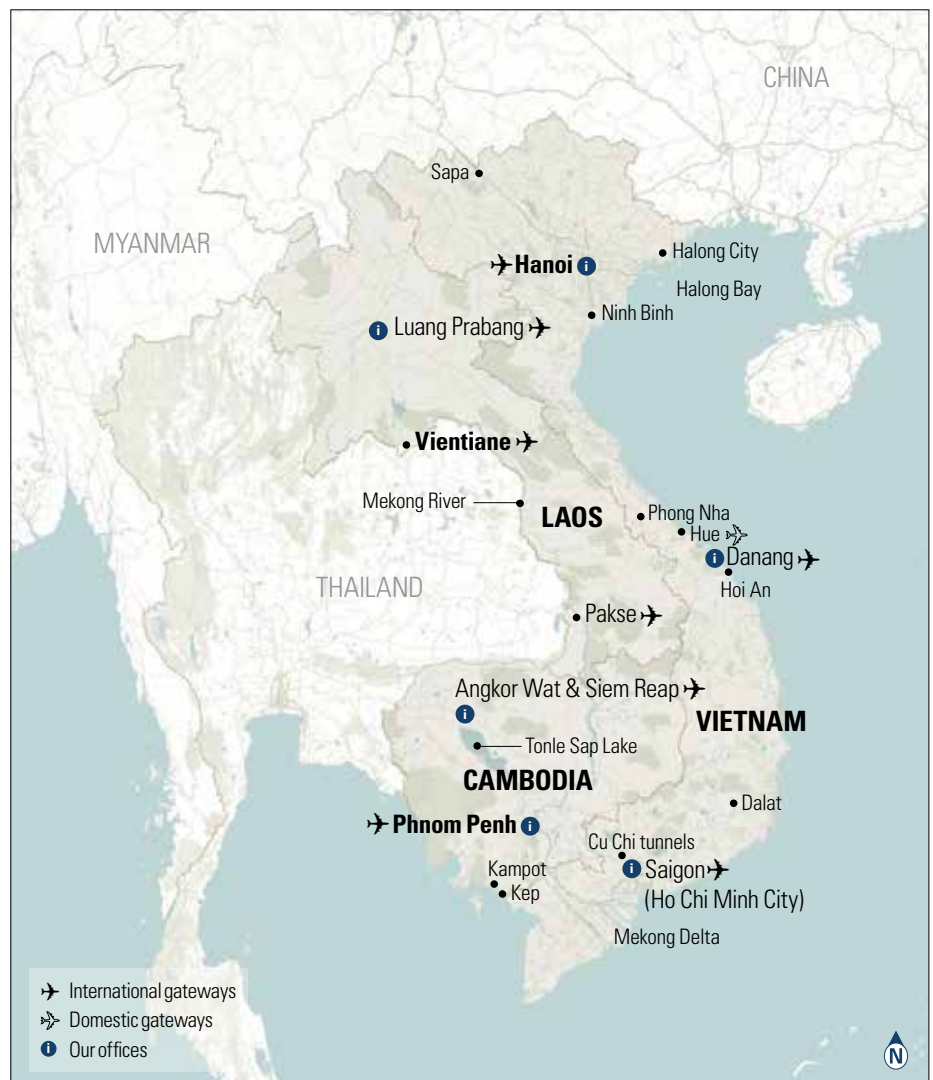 CHINA
Sapa
MYANMAR
Hanoi i
Halong City
Halong Bay
Ninh Binh
i Luang Prabang
Vientiane
Mekong River
LAOS
Phong Nha
Hue
i Danang
Hoi An
THAILAND
Pakse
Angkor Wat & Siem Reap
i
VIETNAM
Tonle Sap Lake
CAMBODIA
Dalat
Phnom Penh i
Cu Chi tunnels
i Saigon
(Ho Chi Minh City)
Kampot
Kep
Mekong Delta
International gateways
Domestic gateways
i Our offices
N